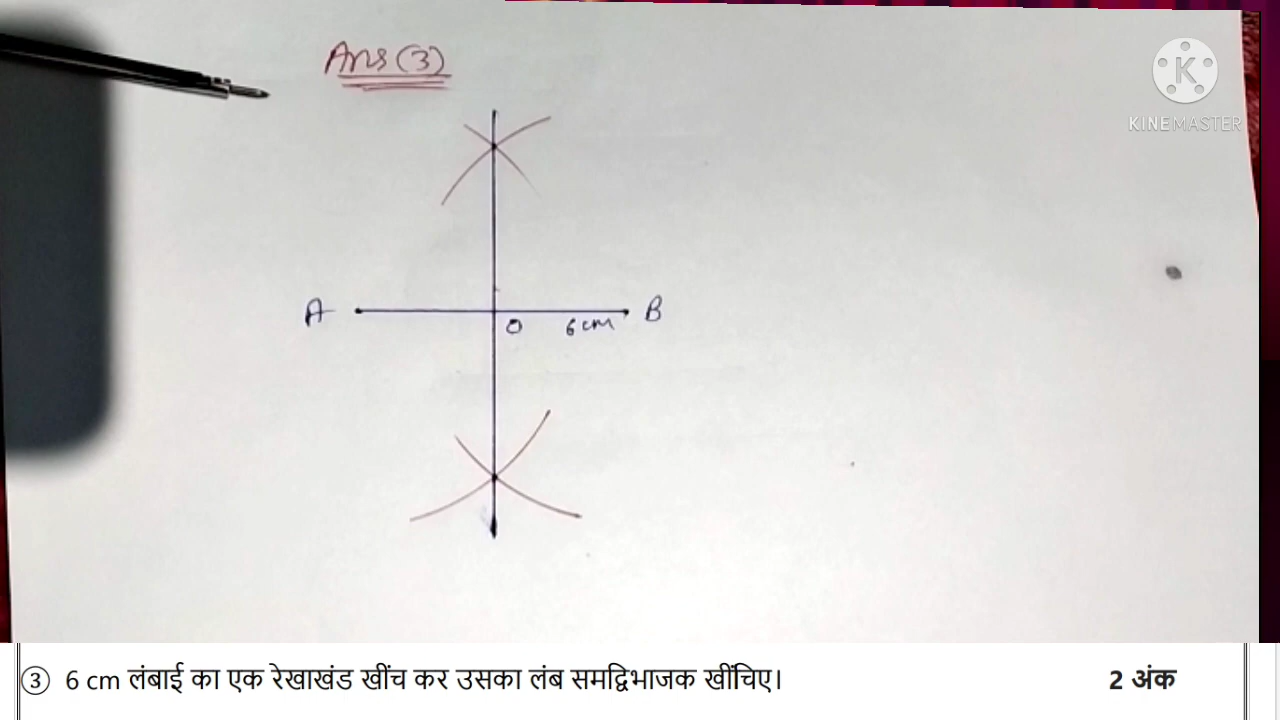 Ans (3)
KINEMASTER
A
O
6 cm
B
③ 6 cm लंबाई का एक रेखाखंड खींच कर उसका लंब समद्विभाजक खींचिए। 2 अंक